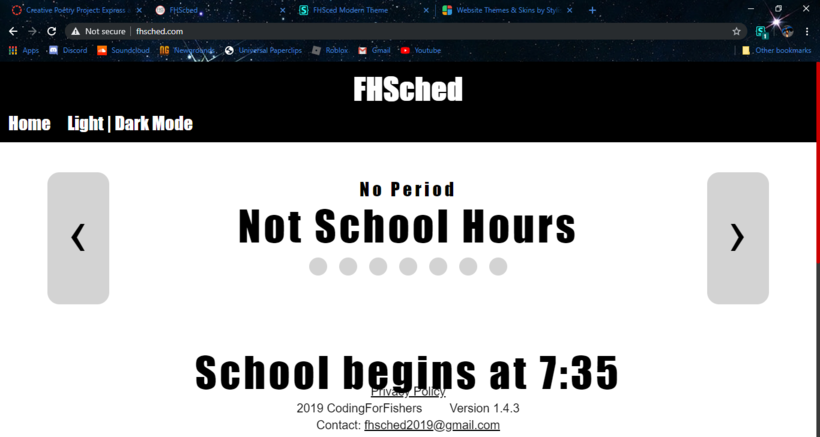 Creative Poetry Project: Express
FHSched
FHSced Modern Theme
Website Themes & Skins by Styli
Not secure | fhsched.com
Apps Discord Soundcloud Newgrounds Universal Paperclips Roblox Gmail Youtube Other bookmarks
FHSched
Home Light | Dark Mode
No Period
Not School Hours
School begins at 7:35
Privacy Policy
2019 CodingForFishers Version 1.4.3
Contact: fhsched2019@gmail.com